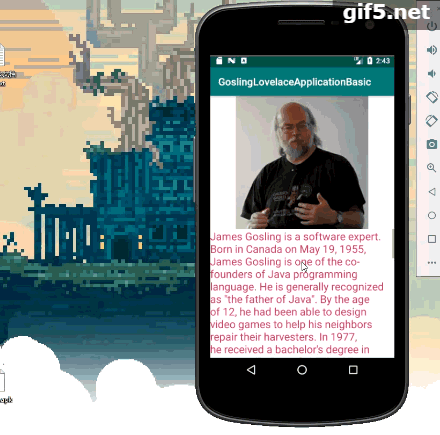 gif5.net
2:43
GoslingLovelaceApplicationBasic
James Gosling is a software expert.
Born in Canada on May 19, 1955,
James Gosling is one of the co-
founders of Java programming
language. He is generally recognized
as "the father of Java". By the age
of 12, he had been able to design
video games to help his neighbors
repair their harvesters. In 1977,
he received a bachelor's degree in